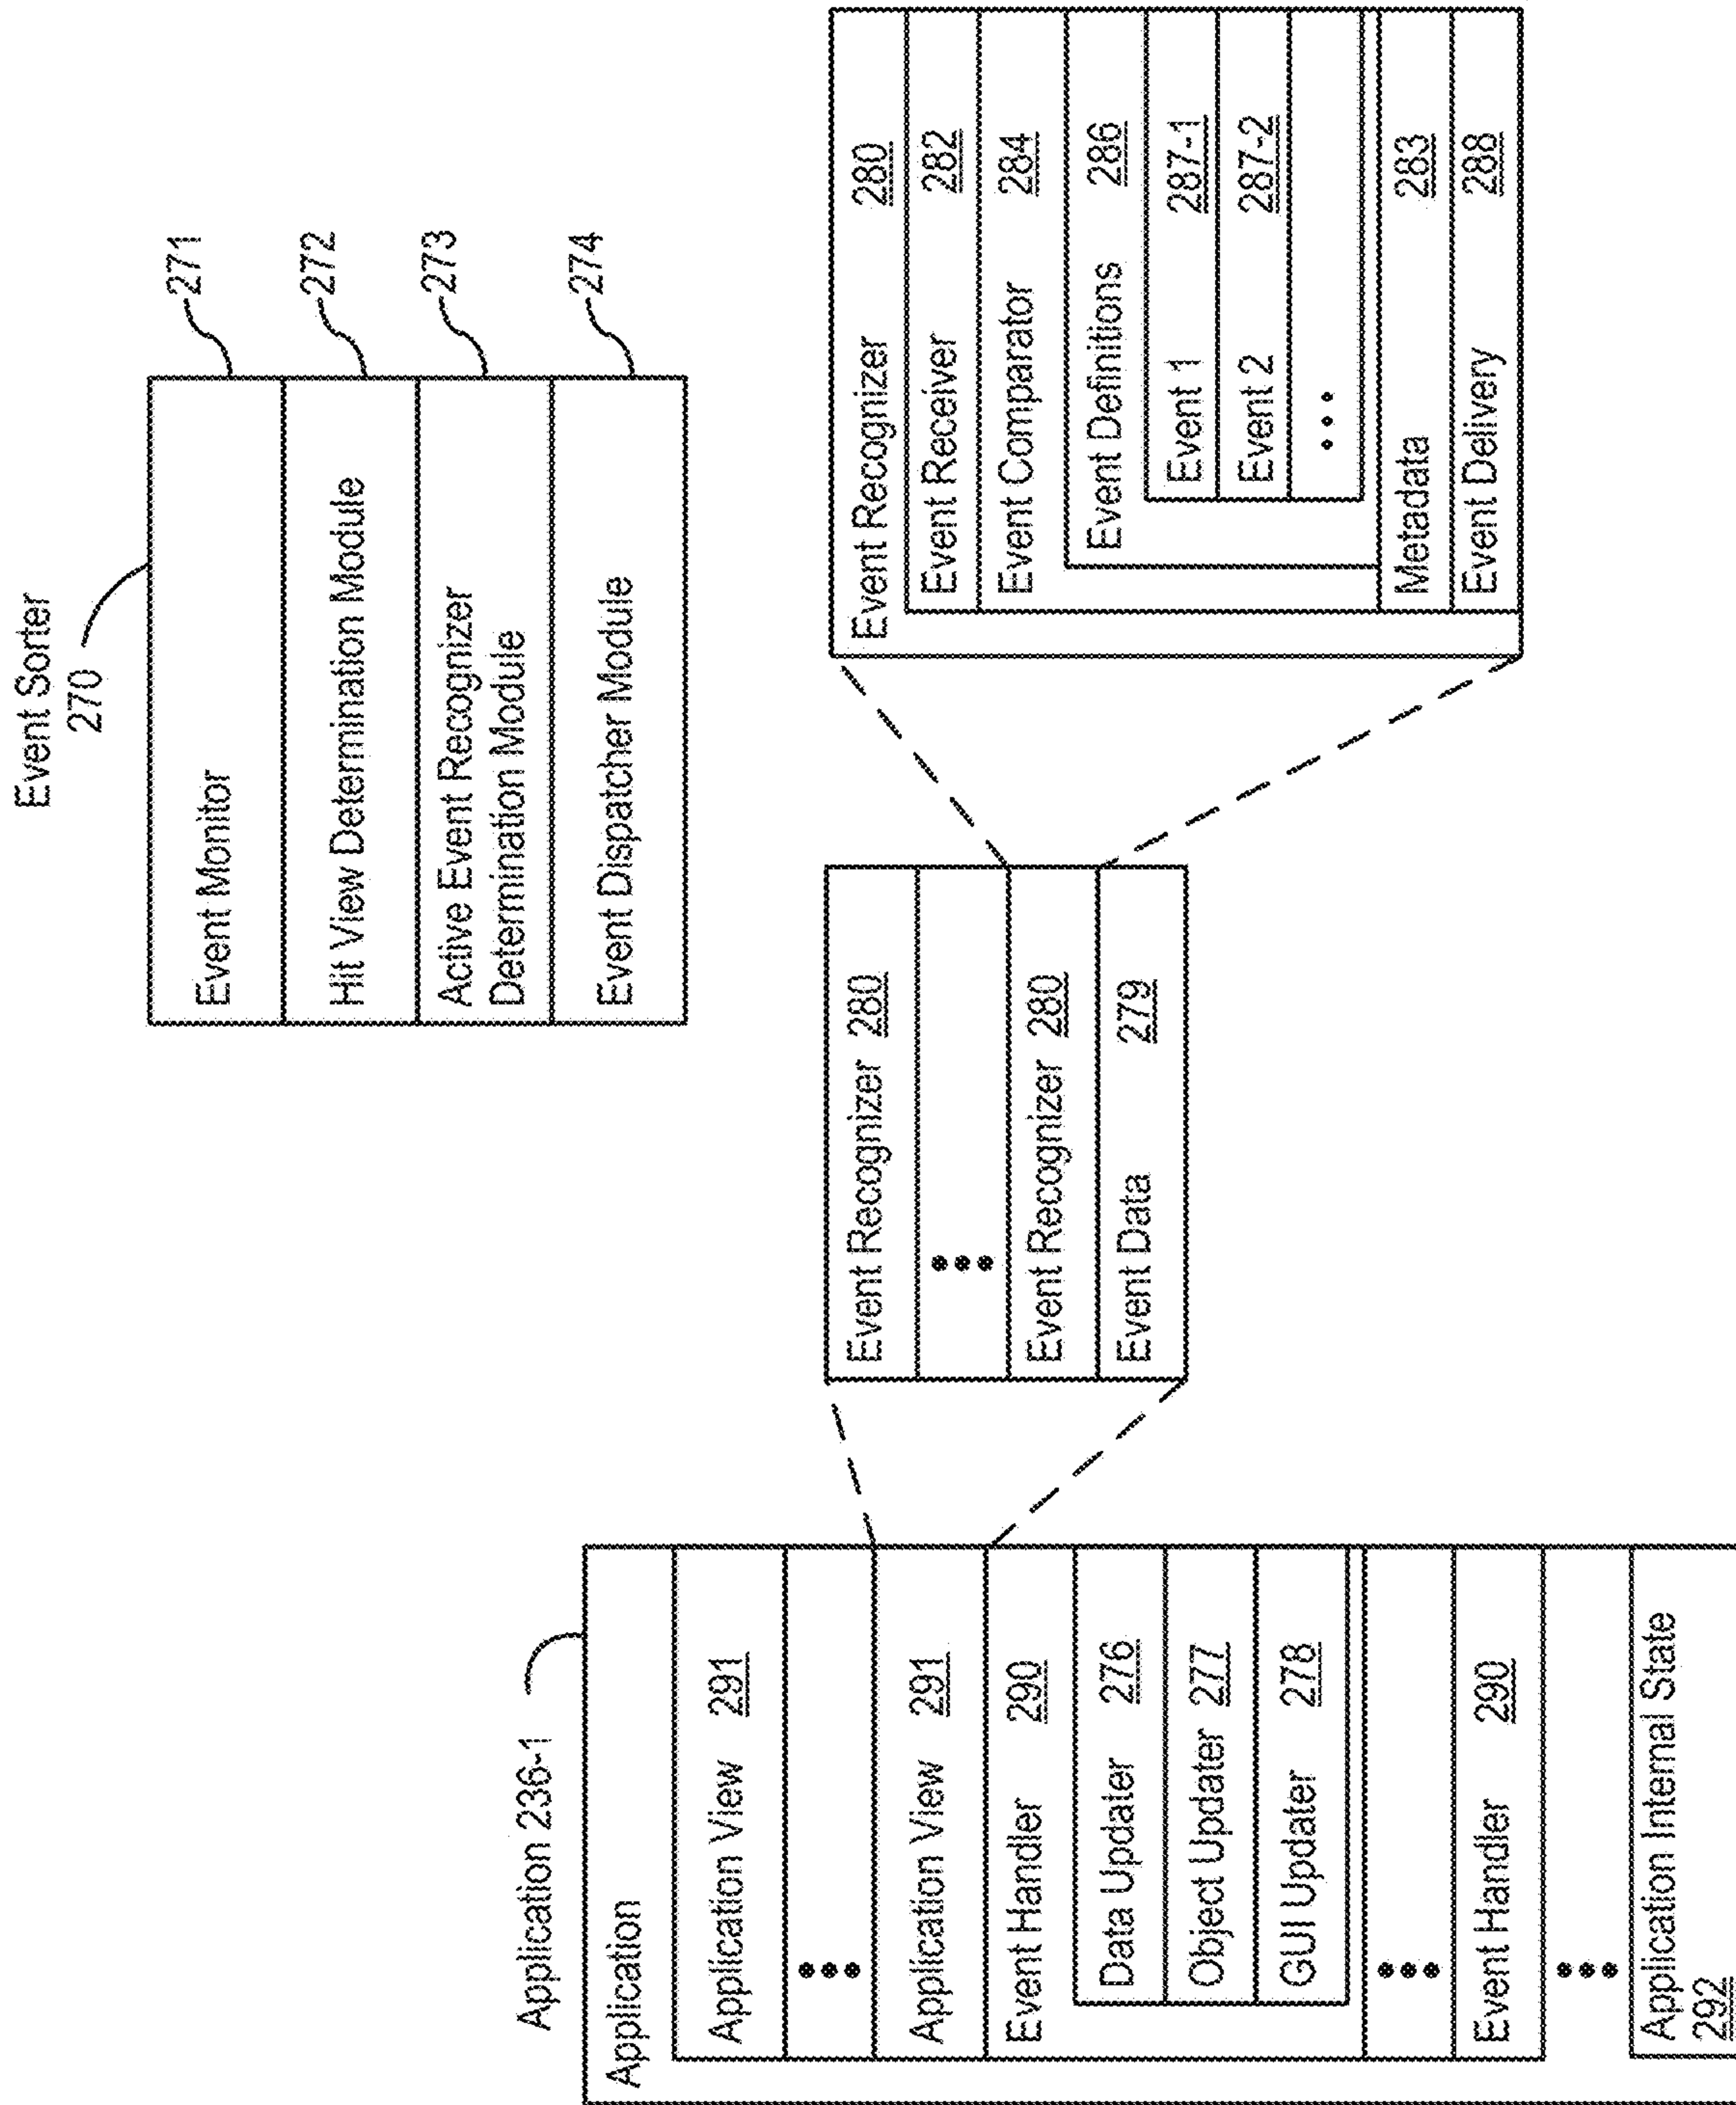 Event Sorter
270
Event Monitor
271
Hit View Determination Module
272
Active Event Recognizer
Determination Module
273
Event Dispatcher Module
274
Application 236-1
Application
Application View 291
•••
Application View 291
Event Handler 290
Data Updater 276
Object Updater 277
GUI Updater 278
•••
Event Handler 290
•••
Application Internal State
292
Event Recognizer 280
•••
Event Recognizer 280
Event Data 279
Event Recognizer 280
Event Receiver 282
Event Comparator 284
Event Definitions 286
Event 1 287-1
Event 2 287-2
•••
Metadata 283
Event Delivery 288